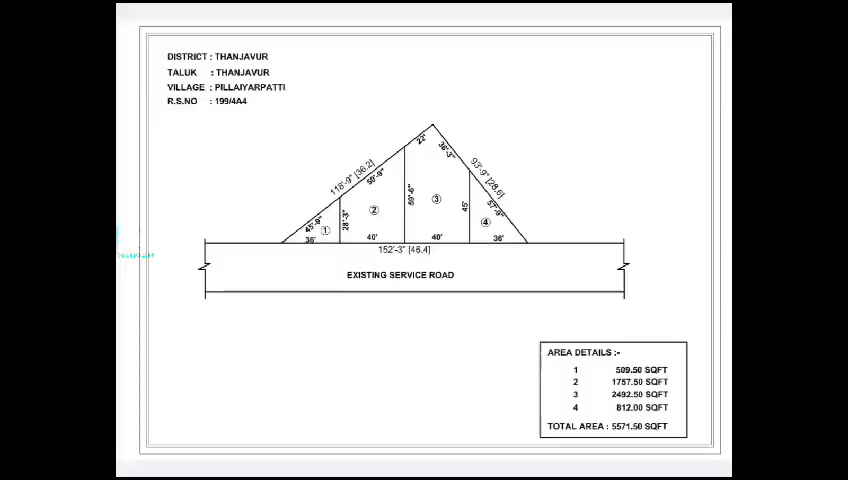 DISTRICT : THANJAVUR
TALUK : THANJAVUR
VILLAGE : PILLAIYARPATTI
R.S.NO : 199/4A4
22'
36'-3"
118'-9" [36.2]
93'-9" [28.6]
50'-9"
59'-6"
45'
57'-9"
45'-9"
28'-3"
1
2
3
4
36'
40'
40'
36'
152'-3" [46.4]
EXISTING SERVICE ROAD
AREA DETAILS :-
1 509.50 SQFT
2 1757.50 SQFT
3 2492.50 SQFT
4 812.00 SQFT
TOTAL AREA : 5571.50 SQFT